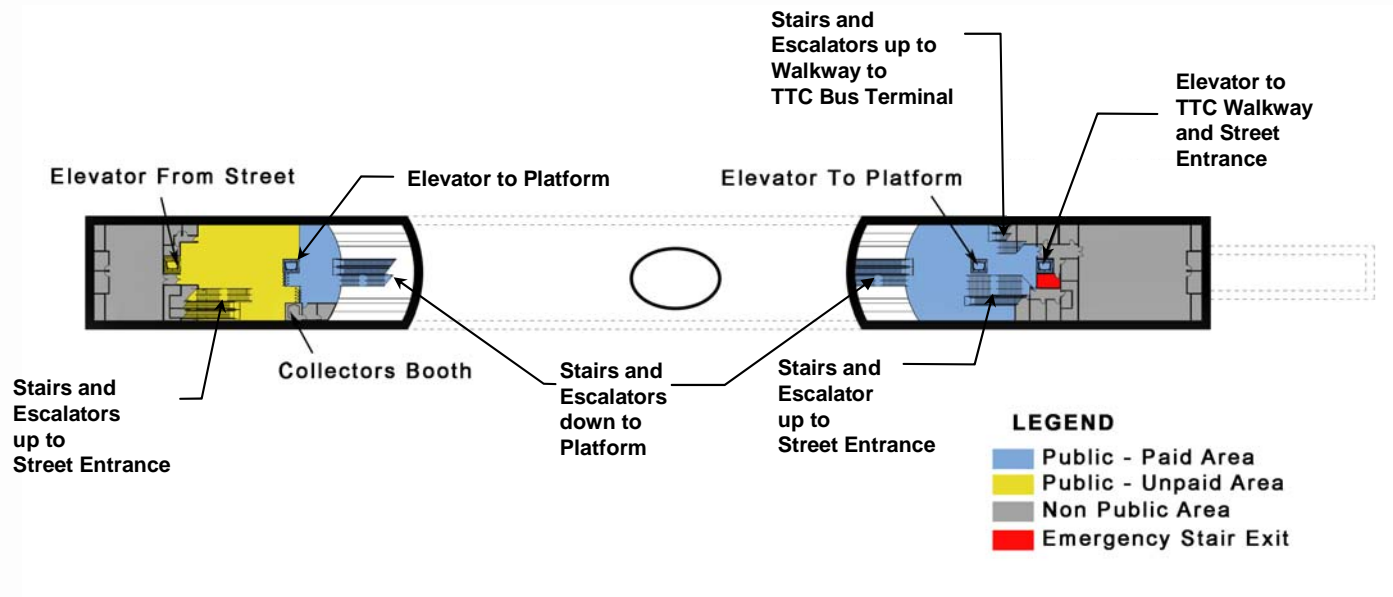 Stairs and
Escalators up to
Walkway to
TTC Bus Terminal
Elevator to
TTC Walkway
and Street
Entrance
Elevator From Street
Elevator to Platform
Elevator To Platform
Collectors Booth
Stairs and
Escalators
up to
Street Entrance
Stairs and
Escalators
down to
Platform
Stairs and
Escalator
up to
Street Entrance
LEGEND
Public - Paid Area
Public - Unpaid Area
Non Public Area
Emergency Stair Exit